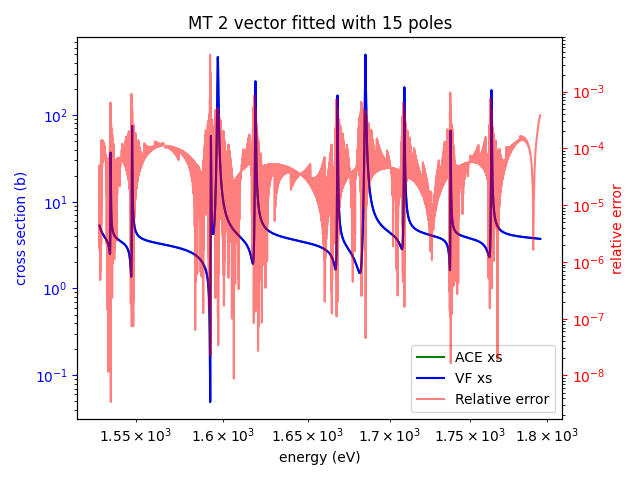 MT 2 vector fitted with 15 poles
cross section (b)
10²
10¹
10⁰
10⁻¹
10⁻³
10⁻⁴
10⁻⁵
10⁻⁶
10⁻⁷
10⁻⁸
relative error
ACE xs
VF xs
Relative error
1.55 × 10³ 1.6 × 10³ 1.65 × 10³ 1.7 × 10³ 1.75 × 10³ 1.8 × 10³
energy (eV)